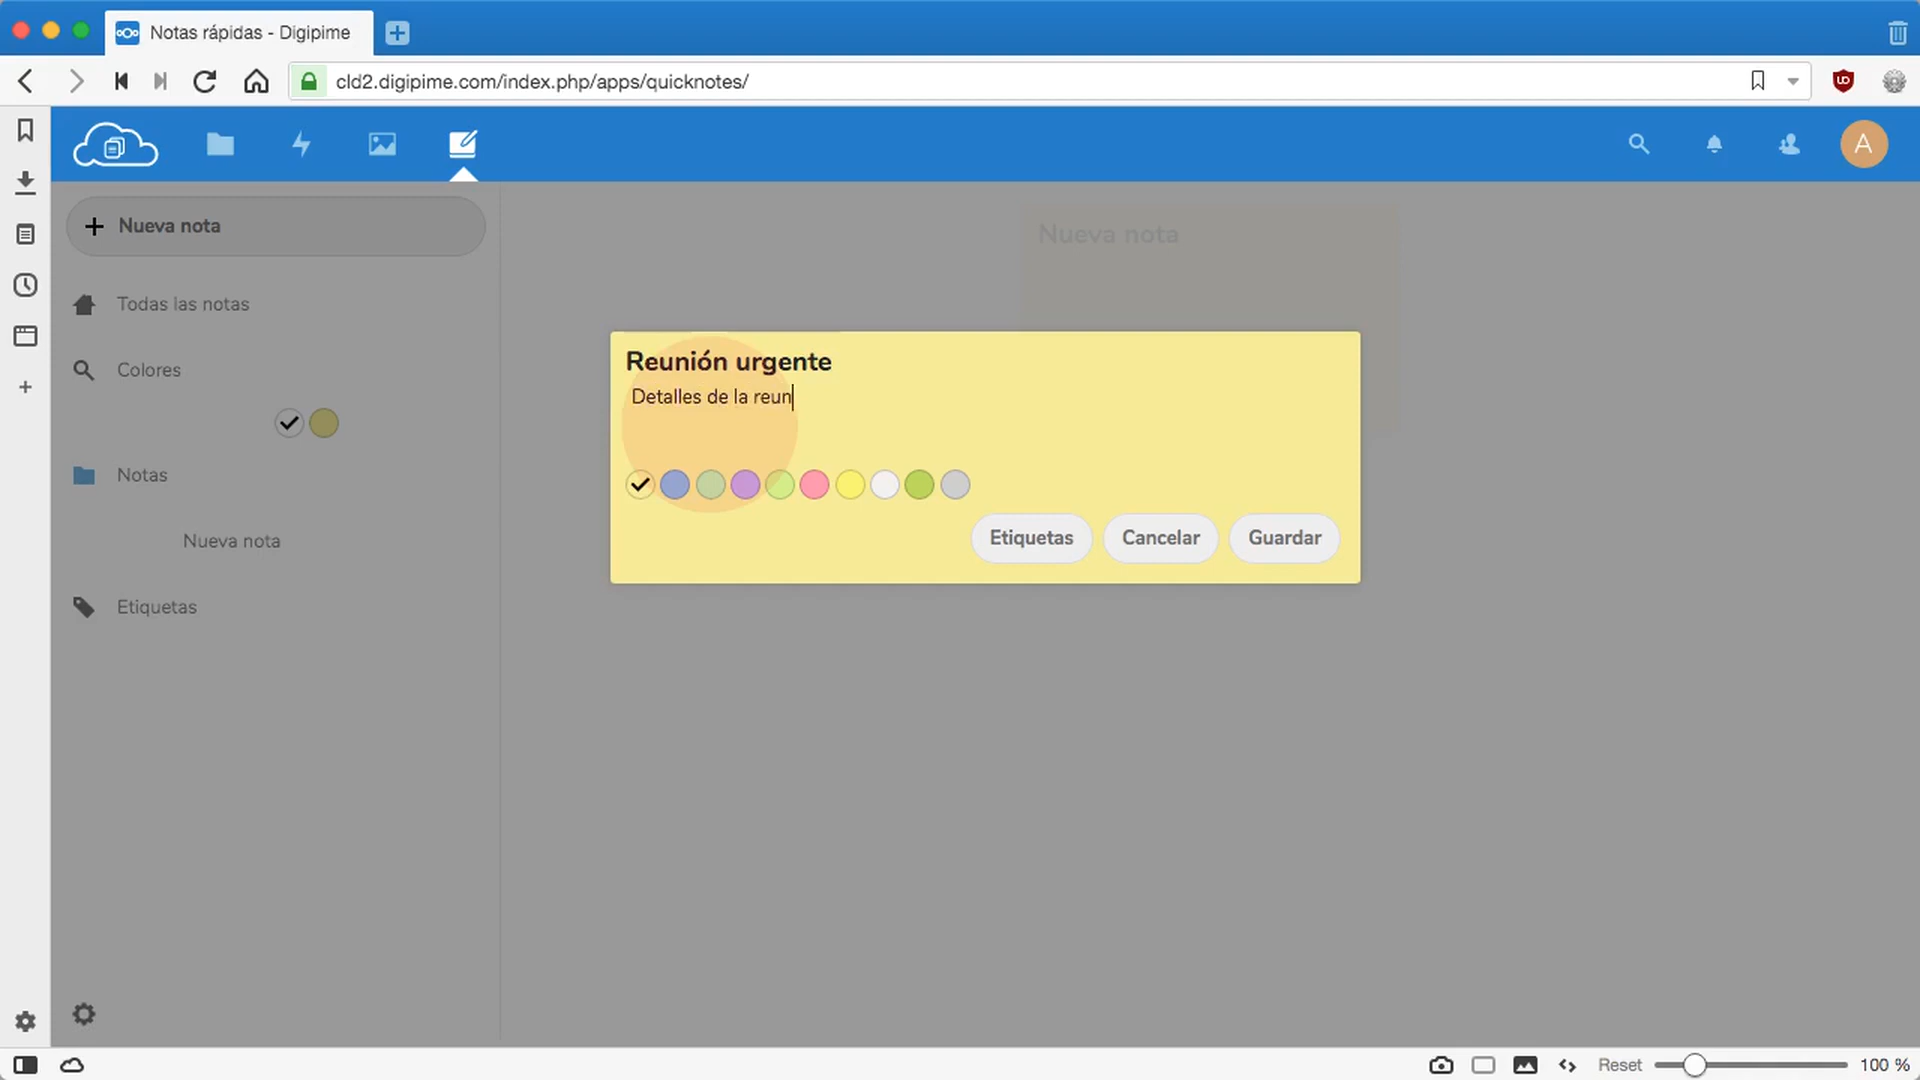 Notas rápidas - Digipime
cld2.digipime.com/index.php/apps/quicknotes/
A
Nueva nota
Todas las notas
Colores
Notas
Nueva nota
Etiquetas
Nueva nota
Reunión urgente
Detalles de la reun
Etiquetas
Cancelar
Guardar
Reset
100 %